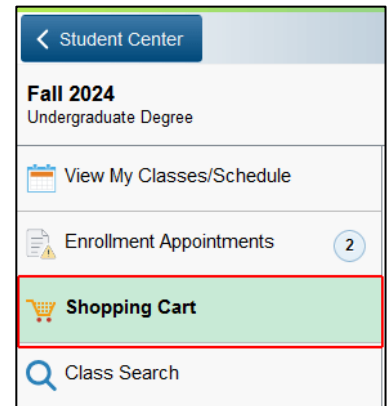 Student Center
Fall 2024
Undergraduate Degree
View My Classes/Schedule
Enrollment Appointments 2
Shopping Cart
Class Search